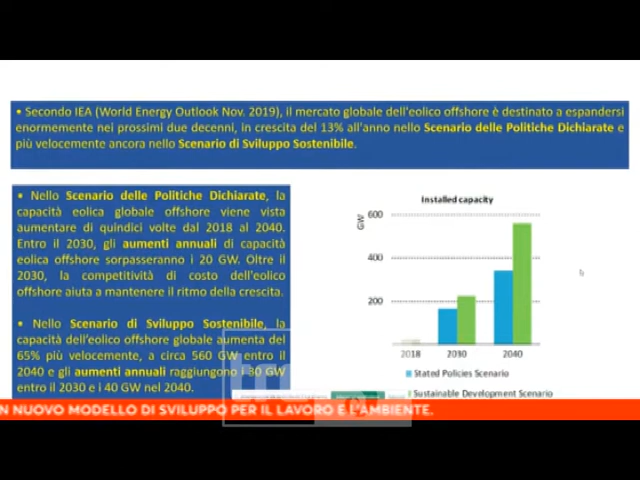 • Secondo IEA (World Energy Outlook Nov. 2019), il mercato globale dell'eolico offshore è destinato a espandersi
enormemente nei prossimi due decenni, in crescita del 13% all'anno nello Scenario delle Politiche Dichiarate e
più velocemente ancora nello Scenario di Sviluppo Sostenibile.
• Nello Scenario delle Politiche Dichiarate, la
capacità eolica globale offshore viene vista
aumentare di quindici volte dal 2018 al 2040.
Entro il 2030, gli aumenti annuali di capacità
eolica offshore sorpasseranno i 20 GW. Oltre il
2030, la competitività di costo dell'eolico
offshore aiuta a mantenere il ritmo della crescita.
• Nello Scenario di Sviluppo Sostenibile, la
capacità dell'eolico offshore globale aumenta del
65% più velocemente, a circa 560 GW entro il
2040 e gli aumenti annuali raggiungono i 30 GW
entro il 2030 e i 40 GW nel 2040.
Installed capacity
GW
600
400
200
2018
2030
2040
Stated Policies Scenario
Sustainable Development Scenario
N NUOVO MODELLO DI SVILUPPO PER IL LAVORO E L'AMBIENTE.